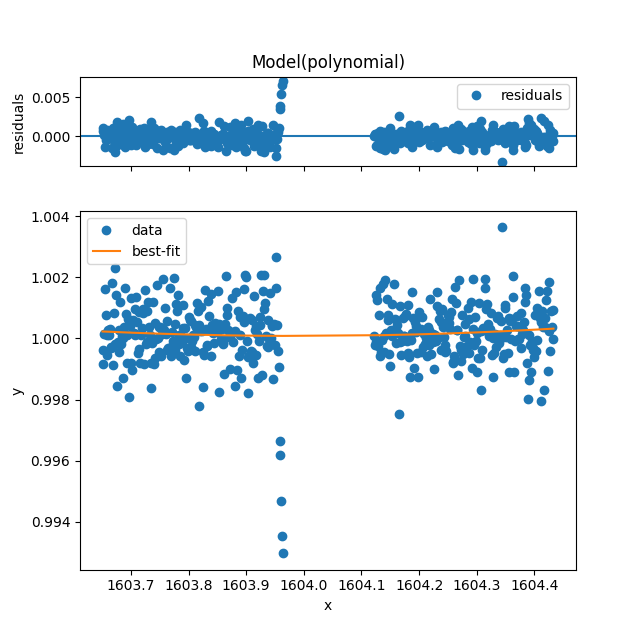 Model(polynomial)
residuals
0.005
0.000
residuals
1.004
1.002
1.000
0.998
0.996
0.994
y
data
best-fit
1603.7 1603.8 1603.9 1604.0 1604.1 1604.2 1604.3 1604.4
x